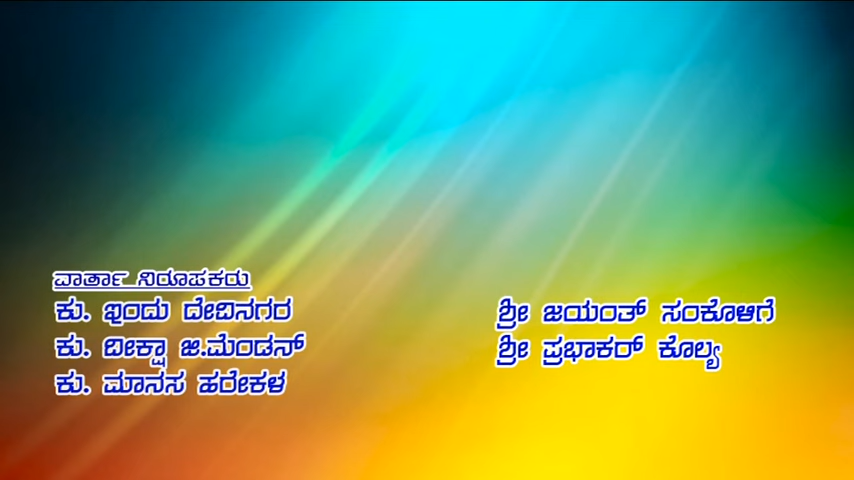 ವಾರ್ತಾ ನಿರೂಪಕರು
ಕು. ಇಂದು ದೇವಿನಗರ
ಕು. ದೀಕ್ಷಾ ಜಿ.ಮೆಂಡನ್
ಕು. ಮಾನಸ ಹರೇಕಳ
ಶ್ರೀ ಜಯಂತ್ ಸಂಕೊಳಿಗೆ
ಶ್ರೀ ಪ್ರಭಾಕರ್ ಕೊಲ್ಯ